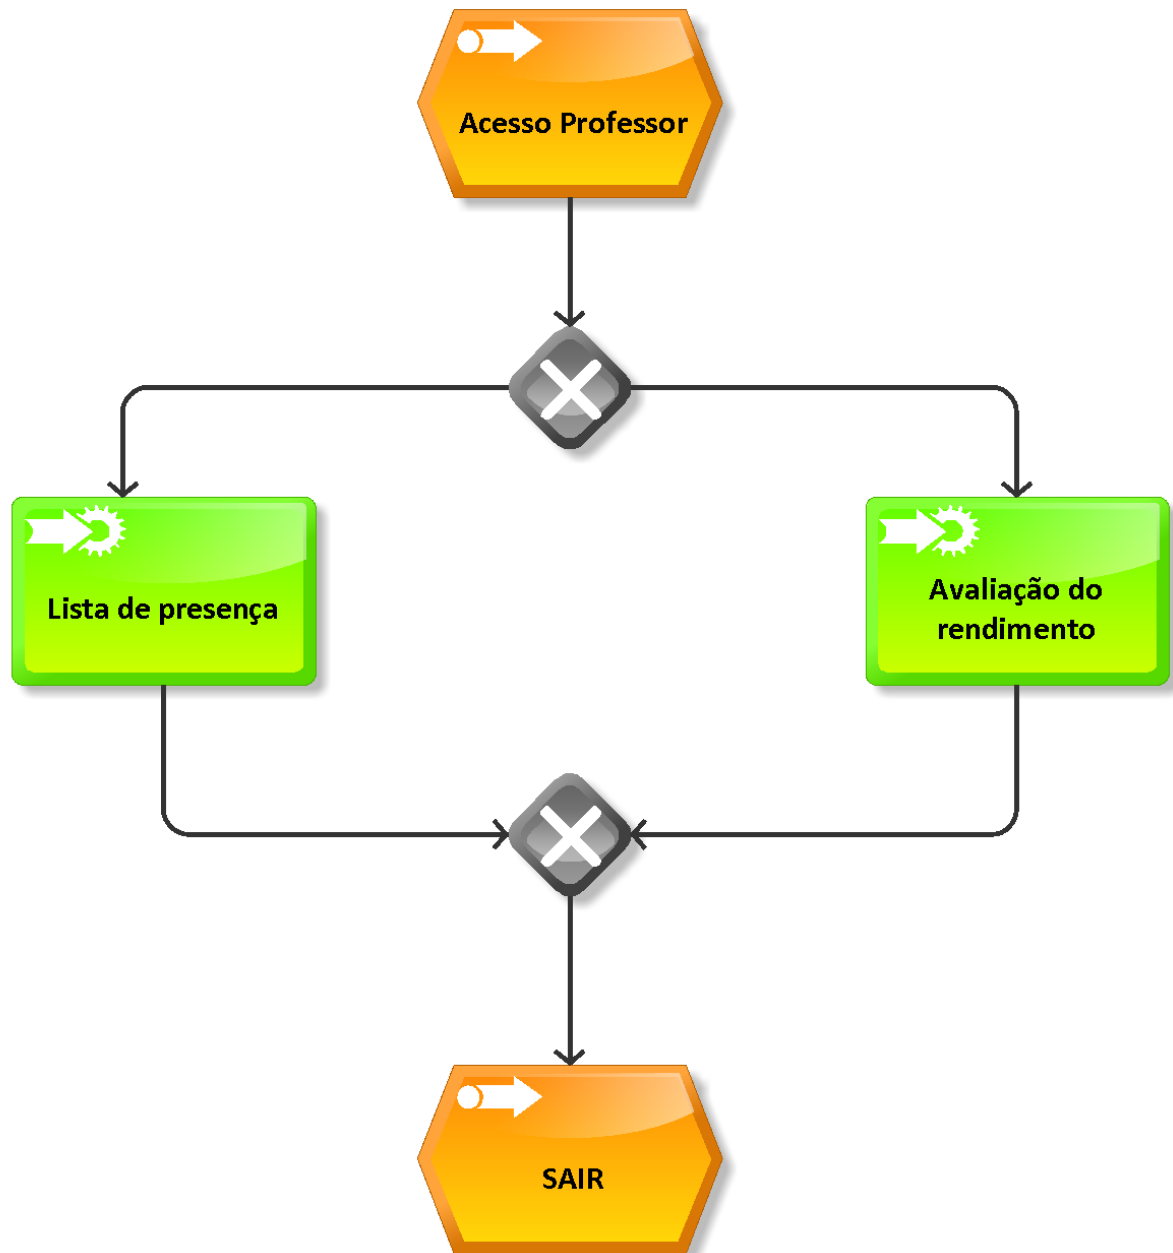 Acesso Professor
Lista de presença
Avaliação do
rendimento
SAIR